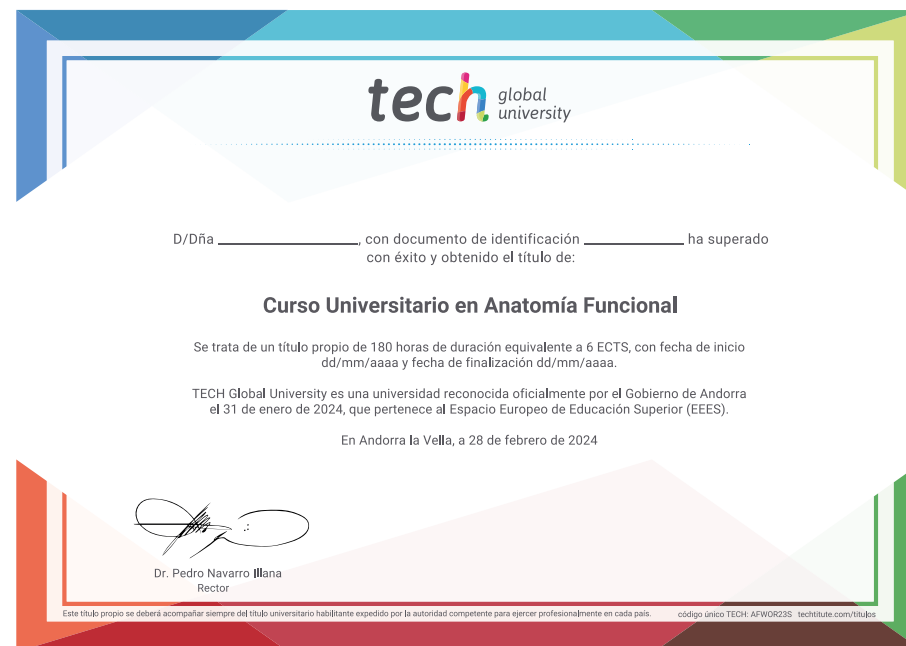 tech global university
D/Dña ____________________, con documento de identificación ______________ ha superado
con éxito y obtenido el título de:
Curso Universitario en Anatomía Funcional
Se trata de un título propio de 180 horas de duración equivalente a 6 ECTS, con fecha de inicio
dd/mm/aaaa y fecha de finalización dd/mm/aaaa.
TECH Global University es una universidad reconocida oficialmente por el Gobierno de Andorra
el 31 de enero de 2024, que pertenece al Espacio Europeo de Educación Superior (EEES).
En Andorra la Vella, a 28 de febrero de 2024
Dr. Pedro Navarro Illana
Rector
Este título propio se deberá acompañar siempre del título universitario habilitante expedido por la autoridad competente para ejercer profesionalmente en cada país. código único TECH: AFWOR23S techtitute.com/titulos